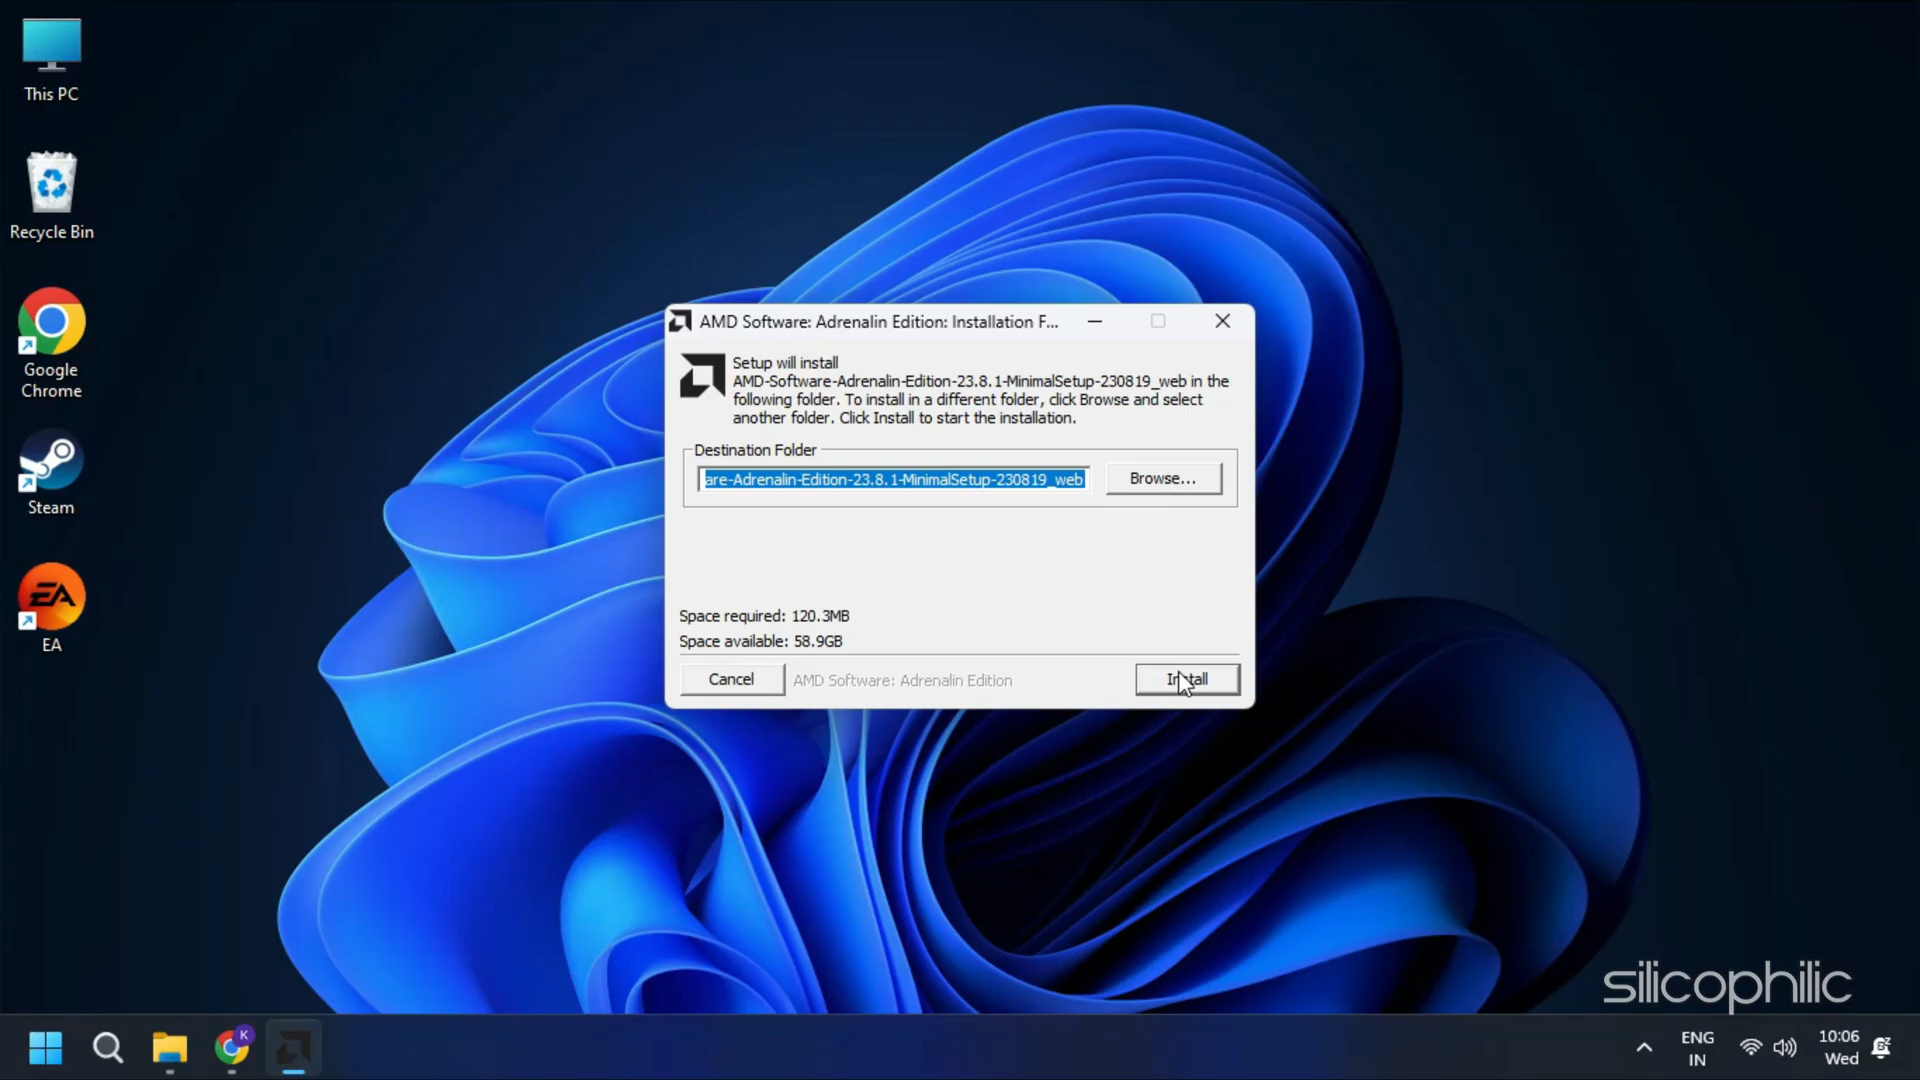 This PC
Recycle Bin
Google
Chrome
Steam
EA
EA
AMD Software: Adrenalin Edition: Installation F...
Setup will install
AMD-Software-Adrenalin-Edition-23.8.1-MinimalSetup-230819_web in the
following folder. To install in a different folder, click Browse and select
another folder. Click Install to start the installation.
Destination Folder
are-Adrenalin-Edition-23.8.1-MinimalSetup-230819_web
Browse...
Space required: 120.3MB
Space available: 58.9GB
Cancel
AMD Software: Adrenalin Edition
Install
silicophilic
K
ENG
IN
10:06
Wed